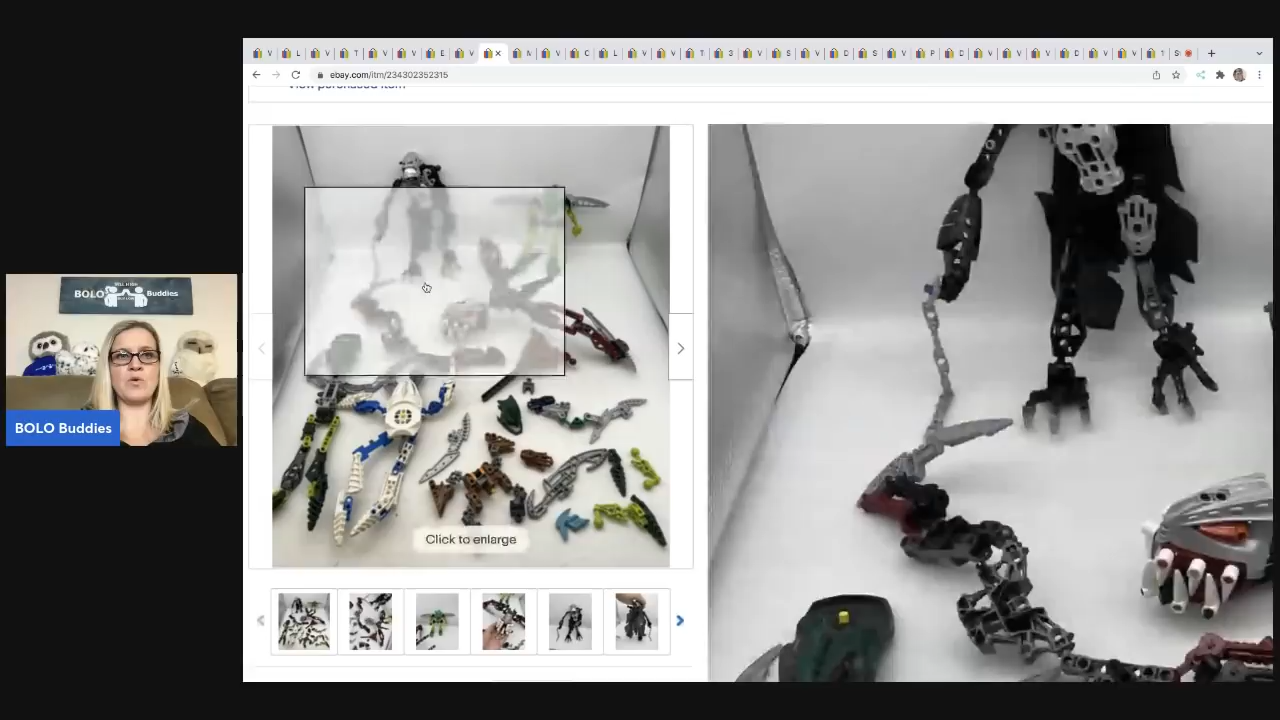 ebay.com/itm/234302352315
View purchased item
Click to enlarge
BOLO
Buddies
BOLO Buddies